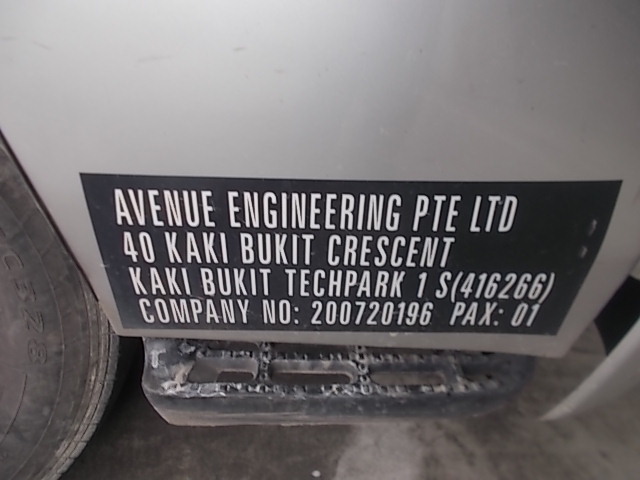 AVENUE ENGINEERING PTE LTD
40 KAKI BUKIT CRESCENT
KAKI BUKIT TECHPARK 1 S(416266)
COMPANY NO: 200720196 PAX: 01